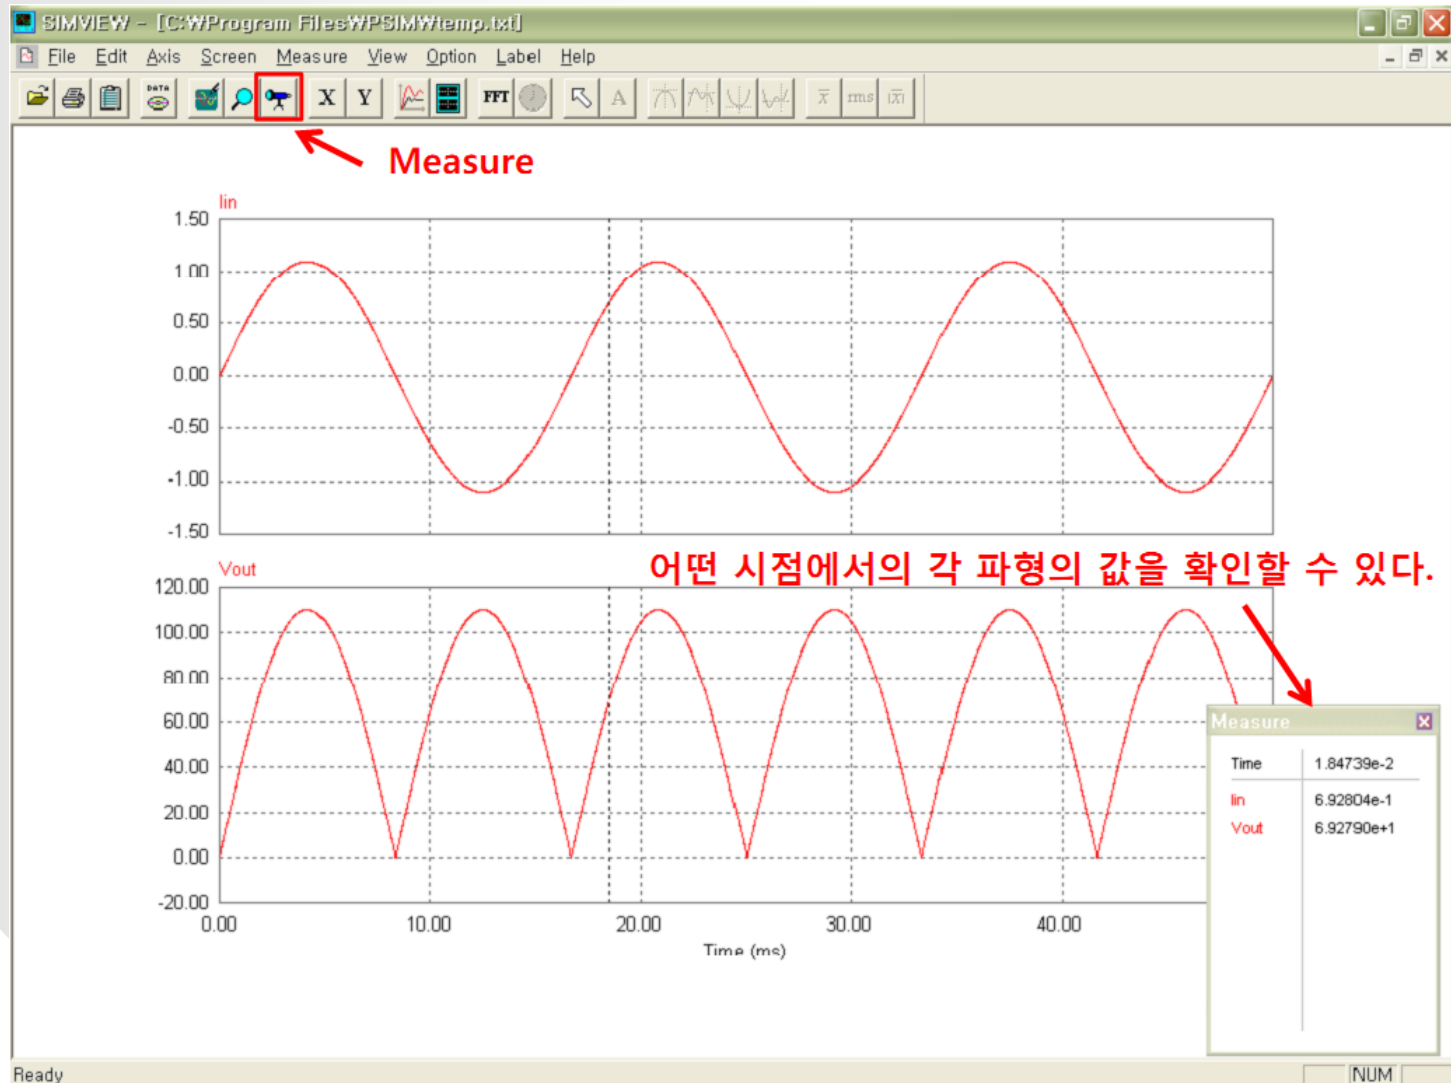 SIMVIEW - [C:₩Program Files₩PSIM₩temp.txt]
File Edit Axis Screen Measure View Option Label Help
DATA X Y FFT A x rms |x|
Measure
Iin
1.50
1.00
0.50
0.00
-0.50
-1.00
-1.50
어떤 시점에서의 각 파형의 값을 확인할 수 있다.
Vout
120.00
100.00
80.00
60.00
40.00
20.00
0.00
-20.00
0.00 10.00 20.00 30.00 40.00
Time (ms)
Measure
Time 1.84739e-2
Iin 6.92804e-1
Vout 6.92790e+1
Ready NUM